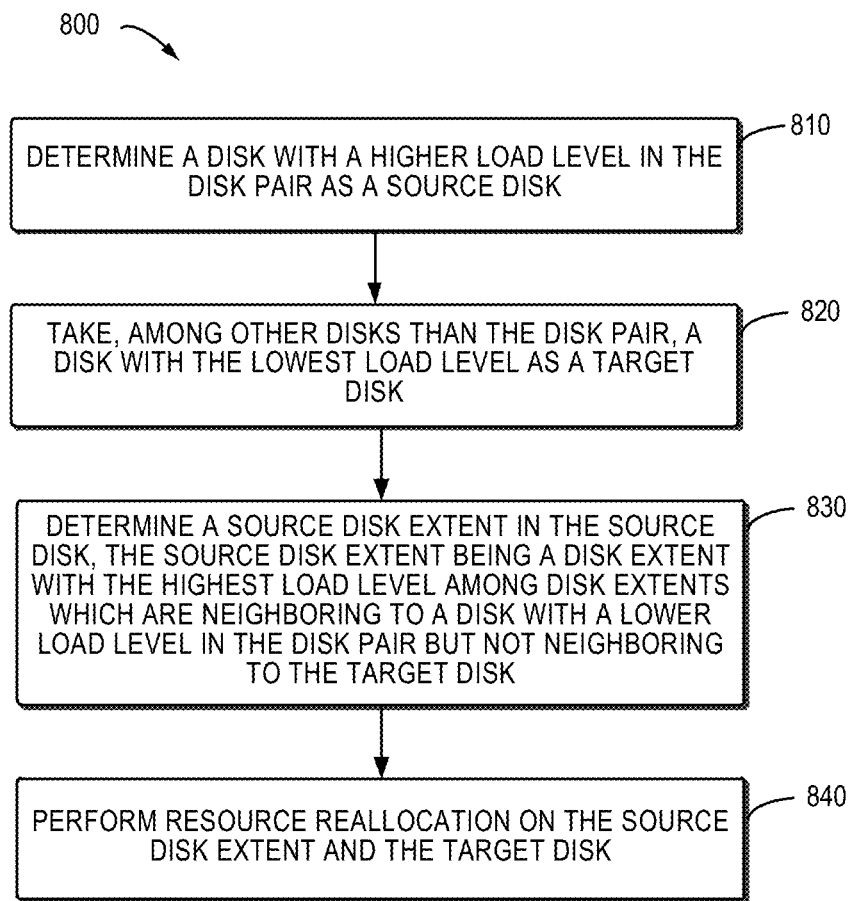 800
810
DETERMINE A DISK WITH A HIGHER LOAD LEVEL IN THE
DISK PAIR AS A SOURCE DISK
820
TAKE, AMONG OTHER DISKS THAN THE DISK PAIR, A
DISK WITH THE LOWEST LOAD LEVEL AS A TARGET
DISK
830
DETERMINE A SOURCE DISK EXTENT IN THE SOURCE
DISK, THE SOURCE DISK EXTENT BEING A DISK EXTENT
WITH THE HIGHEST LOAD LEVEL AMONG DISK EXTENTS
WHICH ARE NEIGHBORING TO A DISK WITH A LOWER
LOAD LEVEL IN THE DISK PAIR BUT NOT NEIGHBORING
TO THE TARGET DISK
840
PERFORM RESOURCE REALLOCATION ON THE SOURCE
DISK EXTENT AND THE TARGET DISK